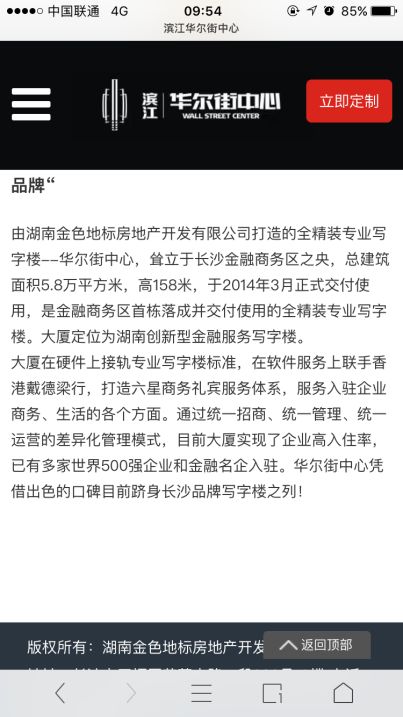 中国联通 4G 09:54 85%
滨江华尔街中心
滨江 华尔街中心
WALL STREET CENTER
立即定制
品牌“
由湖南金色地标房地产开发有限公司打造的全精装专业写
字楼--华尔街中心，耸立于长沙金融商务区之央，总建筑
面积5.8万平方米，高158米，于2014年3月正式交付使
用，是金融商务区首栋落成并交付使用的全精装专业写字
楼。大厦定位为湖南创新型金融服务写字楼。
大厦在硬件上接轨专业写字楼标准，在软件服务上联手香
港戴德梁行，打造六星商务礼宾服务体系，服务入驻企业
商务、生活的各个方面。通过统一招商、统一管理、统一
运营的差异化管理模式，目前大厦实现了企业高入住率，
已有多家世界500强企业和金融名企入驻。华尔街中心凭
借出色的口碑目前跻身长沙品牌写字楼之列！
版权所有：湖南金色地标房地产开发
返回顶部
1